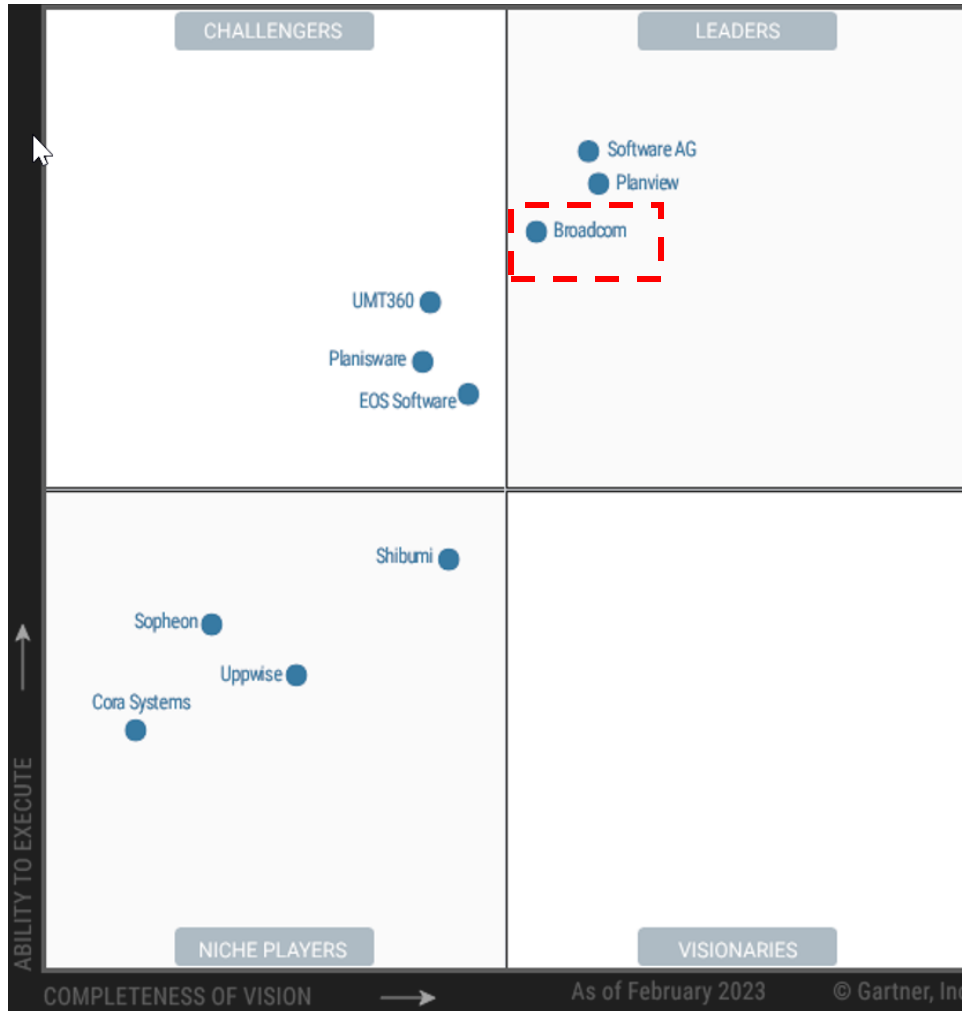 CHALLENGERS
LEADERS
Software AG
Planview
Broadcom
UMT360
Planisware
EOS Software
Shibumi
Sopheon
Uppwise
Cora Systems
ABILITY TO EXECUTE
NICHE PLAYERS
VISIONARIES
COMPLETENESS OF VISION
As of February 2023
© Gartner, Inc